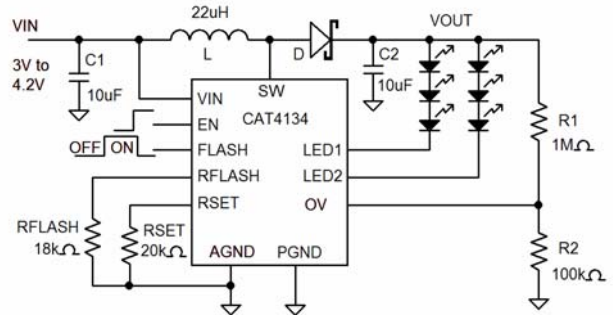 22uH
VIN
VOUT
L
D
C1
C2
3V to
4.2V
10uF
10uF
SW
VIN
CAT4134
EN
R1
OFF
ON
FLASH
LED1
1MΩ
RFLASH
LED2
RSET
OV
RFLASH
18kΩ
RSET
20kΩ
AGND
PGND
R2
100kΩ